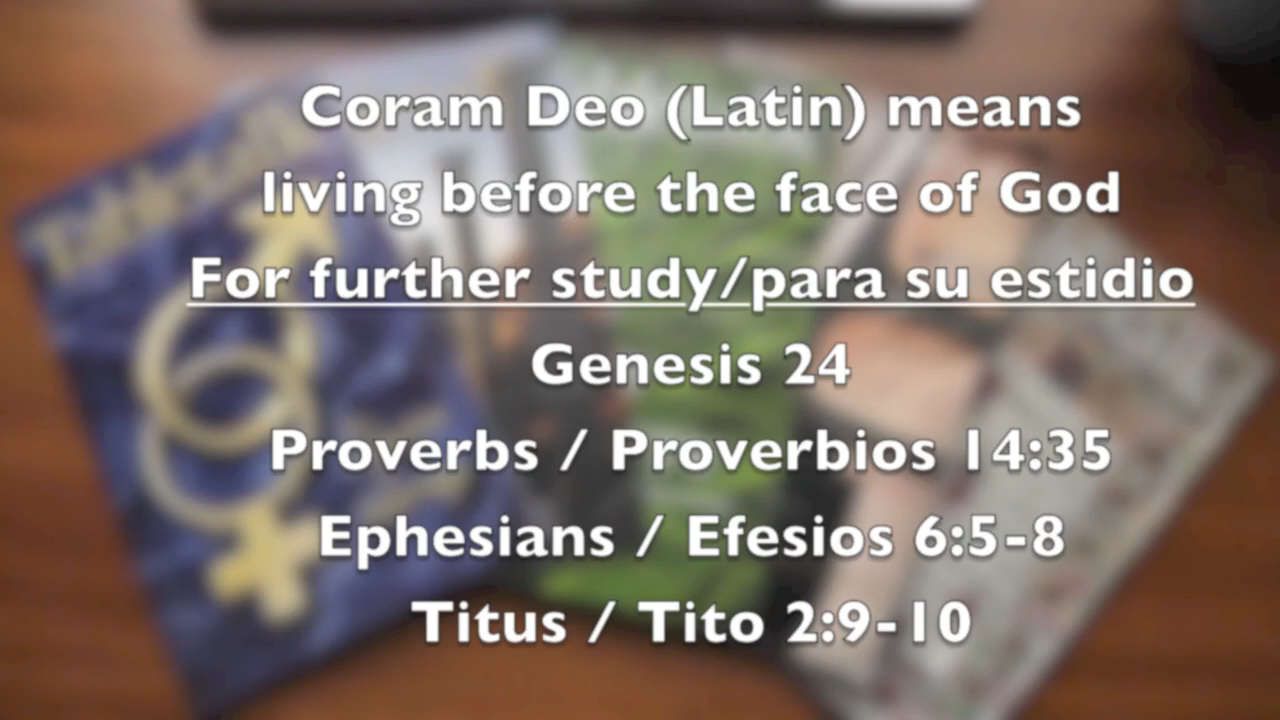 Coram Deo (Latin) means
living before the face of God
For further study/para su estidio
Genesis 24
Proverbs / Proverbios 14:35
Ephesians / Efesios 6:5-8
Titus / Tito 2:9-10